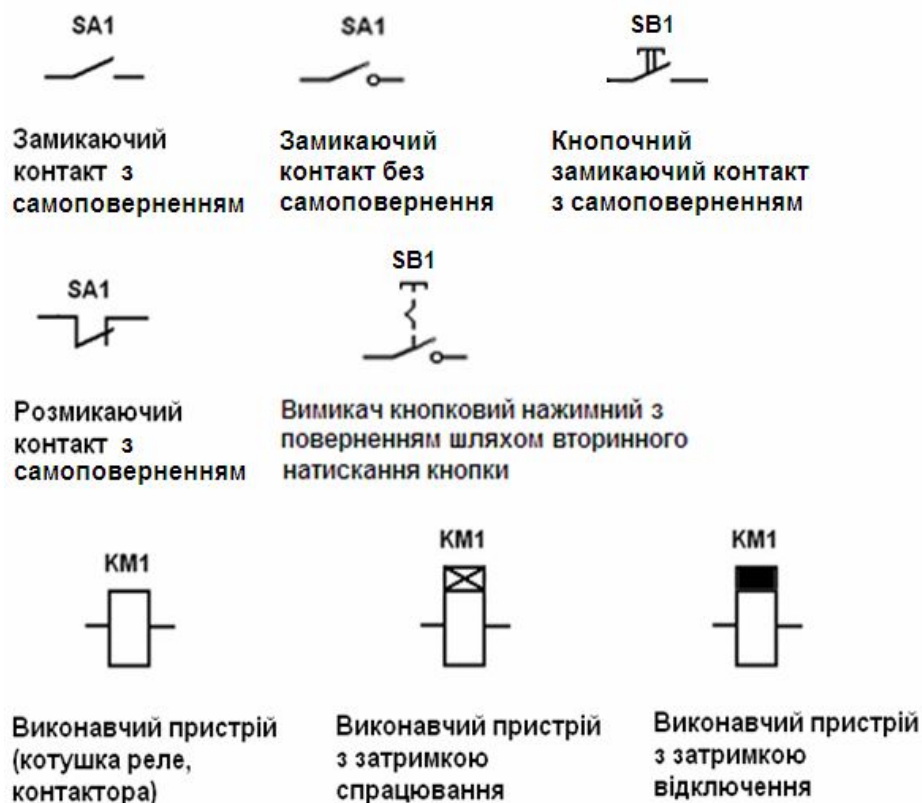 SA1
SA1
SB1
Замикаючий
контакт з
самоповерненням
Замикаючий
контакт без
самоповернення
Кнопочний
замикаючий контакт
з самоповерненням
SA1
SB1
Розмикаючий
контакт з
самоповерненням
Вимикач кнопковий нажимний з
поверненням шляхом вторинного
натискання кнопки
KM1
KM1
KM1
Виконавчий пристрій
(котушка реле,
контактора)
Виконавчий пристрій
з затримкою
спрацювання
Виконавчий пристрій
з затримкою
відключення